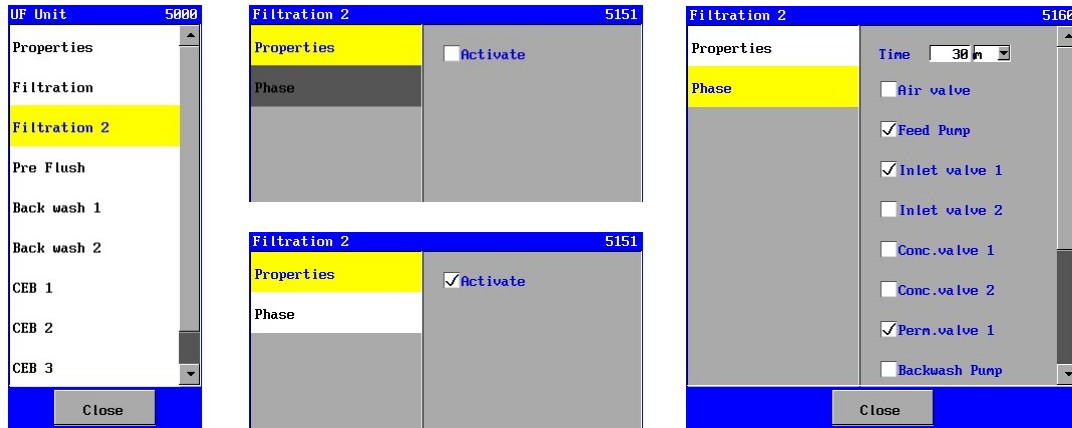 UF Unit 5000
Properties
Filtration
Filtration 2
Pre Flush
Back wash 1
Back wash 2
CEB 1
CEB 2
CEB 3
Close
Filtration 2 5151
Properties
Activate
Phase
Filtration 2 5151
Properties
Activate
Phase
Filtration 2 5160
Properties
Phase
Time 30 m
Air valve
Feed Pump
Inlet valve 1
Inlet valve 2
Conc.valve 1
Conc.valve 2
Perm.valve 1
Backwash Pump
Close